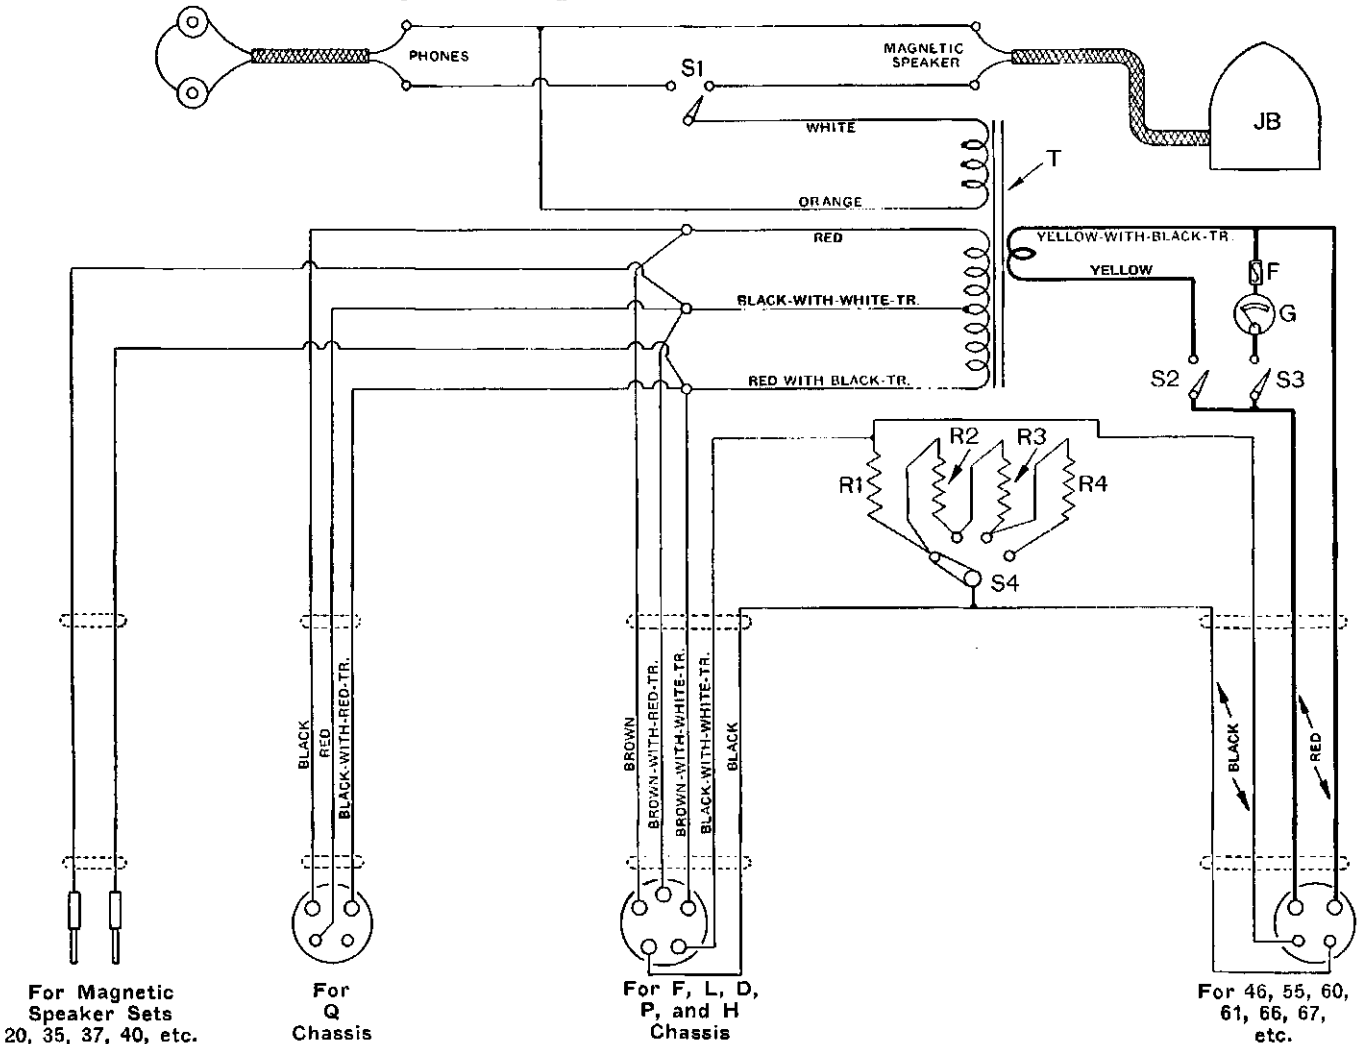 PHONES
MAGNETIC
SPEAKER
S1
JB
WHITE
T
ORANGE
RED
YELLOW-WITH-BLACK-TR.
YELLOW
F
BLACK-WITH-WHITE-TR.
G
RED WITH BLACK-TR.
S2
S3
R2
R3
R1
R4
S4
BLACK
RED
BLACK-WITH-RED-TR.
BROWN
BROWN-WITH-RED-TR.
BROWN-WITH-WHITE-TR.
BLACK-WITH-WHITE-TR.
BLACK
BLACK
RED
For Magnetic
Speaker Sets
20, 35, 37, 40, etc.
For
Q
Chassis
For F, L, D,
P, and H
Chassis
For 46, 55, 60,
61, 66, 67,
etc.